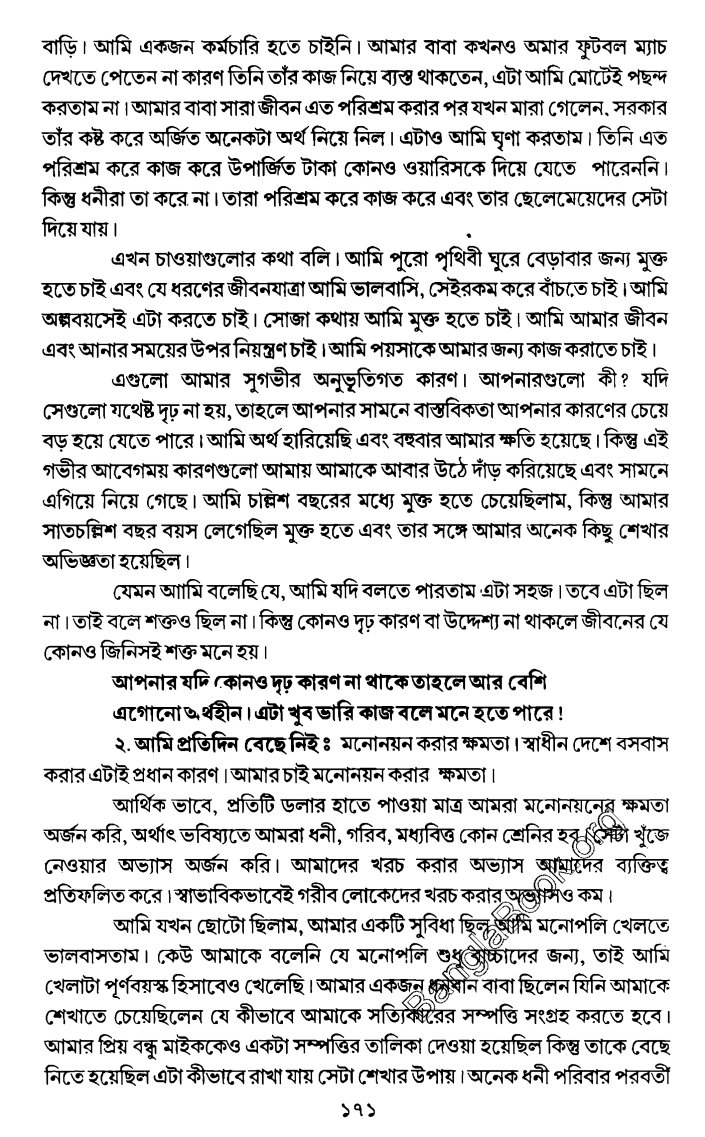 বাড়ি। আমি একজন কর্মচারি হতে চাইনি। আমার বাবা কখনও অমার ফুটবল ম্যাচ
দেখতে পেতেন না কারণ তিনি তাঁর কাজ নিয়ে ব্যস্ত থাকতেন, এটা আমি মোটেই পছন্দ
করতাম না। আমার বাবা সারা জীবন এত পরিশ্রম করার পর যখন মারা গেলেন, সরকার
তাঁর কষ্ট করে অর্জিত অনেকটা অর্থ নিয়ে নিল। এটাও আমি ঘৃণা করতাম। তিনি এত
পরিশ্রম করে কাজ করে উপার্জিত টাকা কোনও ওয়ারিসকে দিয়ে যেতে পারেননি।
কিন্তু ধনীরা তা করে না। তারা পরিশ্রম করে কাজ করে এবং তার ছেলেমেয়েদের সেটা
দিয়ে যায়।
এখন চাওয়াগুলোর কথা বলি। আমি পুরো পৃথিবী ঘুরে বেড়াবার জন্য মুক্ত
হতে চাই এবং যে ধরণের জীবনযাত্রা আমি ভালবাসি, সেইরকম করে বাঁচতে চাই। আমি
অল্পবয়সেই এটা করতে চাই। সোজা কথায় আমি মুক্ত হতে চাই। আমি আমার জীবন
এবং আনার সময়ের উপর নিয়ন্ত্রণ চাই। আমি পয়সাকে আমার জন্য কাজ করাতে চাই।
এগুলো আমার সুগভীর অনুভূতিগত কারণ। আপনারগুলো কী? যদি
সেগুলো যথেষ্ট দৃঢ় না হয়, তাহলে আপনার সামনে বাস্তবিকতা আপনার কারণের চেয়ে
বড় হয়ে যেতে পারে। আমি অর্থ হারিয়েছি এবং বহুবার আমার ক্ষতি হয়েছে। কিন্তু এই
গভীর আবেগময় কারণগুলো আমায় আমাকে আবার উঠে দাঁড় করিয়েছে এবং সামনে
এগিয়ে নিয়ে গেছে। আমি চল্লিশ বছরের মধ্যে মুক্ত হতে চেয়েছিলাম, কিন্তু আমার
সাতচল্লিশ বছর বয়স লেগেছিল মুক্ত হতে এবং তার সঙ্গে আমার অনেক কিছু শেখার
অভিজ্ঞতা হয়েছিল।
যেমন আামি বলেছি যে, আমি যদি বলতে পারতাম এটা সহজ। তবে এটা ছিল
না। তাই বলে শক্তও ছিল না। কিন্তু কোনও দৃঢ় কারণ বা উদ্দেশ্য না থাকলে জীবনের যে
কোনও জিনিসই শক্ত মনে হয়।
আপনার যদি কোনও দৃঢ় কারণ না থাকে তাহলে আর বেশি
এগোনো অর্থহীন। এটা খুব ভারি কাজ বলে মনে হতে পারে!
২. আমি প্রতিদিন বেছে নিই ঃ মনোনয়ন করার ক্ষমতা। স্বাধীন দেশে বসবাস
করার এটাই প্রধান কারণ। আমার চাই মনোনয়ন করার ক্ষমতা।
আর্থিক ভাবে, প্রতিটি ডলার হাতে পাওয়া মাত্র আমরা মনোনয়নের ক্ষমতা
অর্জন করি, অর্থাৎ ভবিষ্যতে আমরা ধনী, গরিব, মধ্যবিত্ত কোন শ্রেনির হব। সেটা খুঁজে
নেওয়ার অভ্যাস অর্জন করি। আমাদের খরচ করার অভ্যাস আমাদের ব্যক্তিত্ব
প্রতিফলিত করে। স্বাভাবিকভাবেই গরীব লোকেদের খরচ করার অভ্যাসও কম।
আমি যখন ছোটো ছিলাম, আমার একটি সুবিধা ছিল আমি মনোপলি খেলতে
ভালবাসতাম। কেউ আমাকে বলেনি যে মনোপলি শুধু বাচ্চাদের জন্য, তাই আমি
খেলাটা পূর্ণবয়স্ক হিসাবেও খেলেছি। আমার একজন ধনবান বাবা ছিলেন যিনি আমাকে
শেখাতে চেয়েছিলেন যে কীভাবে আমাকে সত্যিকারের সম্পত্তি সংগ্রহ করতে হবে।
আমার প্রিয় বন্ধু মাইককেও একটা সম্পত্তির তালিকা দেওয়া হয়েছিল কিন্তু তাকে বেছে
নিতে হয়েছিল এটা কীভাবে রাখা যায় সেটা শেখার উপায়। অনেক ধনী পরিবার পরবর্তী
BanglaBook.org
১৭১